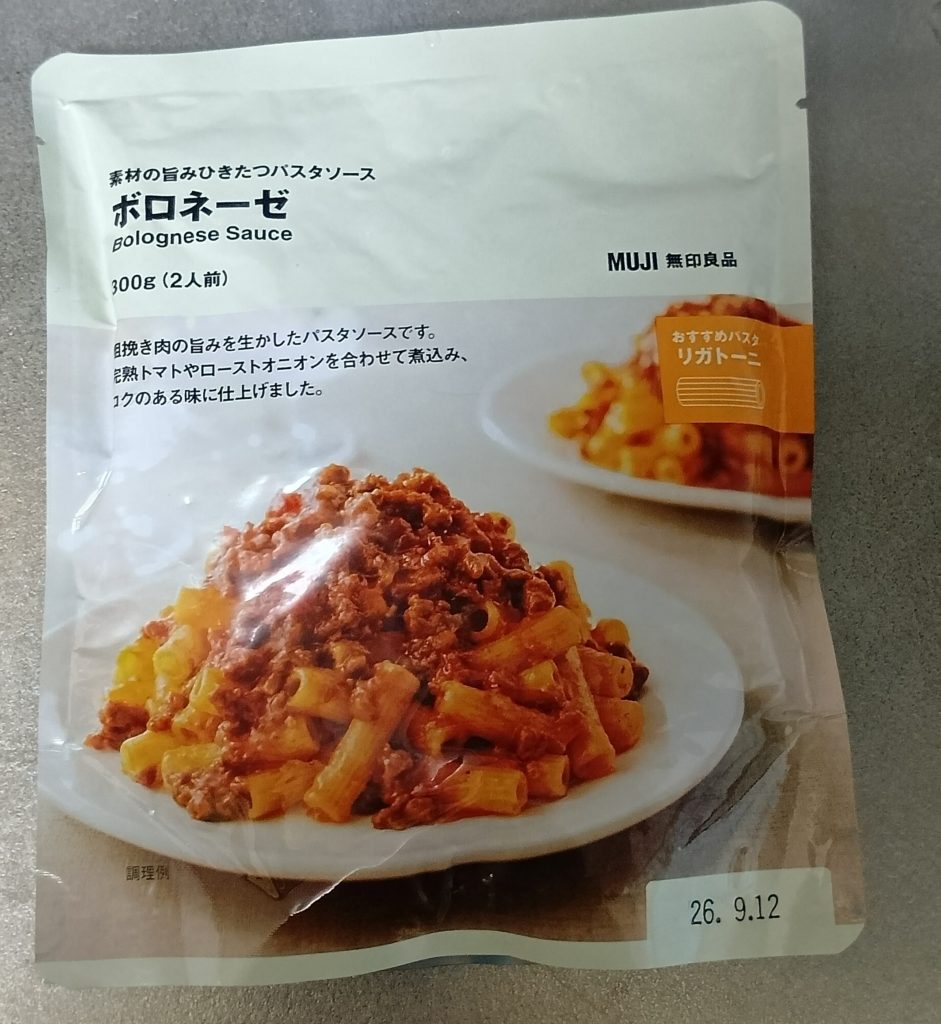 素材の旨みひきたつパスタソース
ボロネーゼ
Bolognese Sauce
300g（2人前）
MUJI 無印良品
粗挽き肉の旨みを生かしたパスタソースです。
完熟トマトやローストオニオンを合わせて煮込み、
コクのある味に仕上げました。
おすすめパスタ
リガトーニ
調理例
26. 9.12